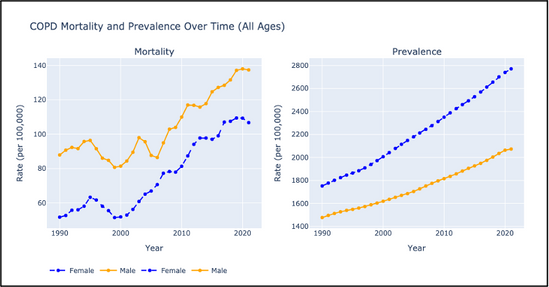 COPD Mortality and Prevalence Over Time (All Ages)
Mortality
Rate (per 100,000)
140
120
100
80
60
1990
2000
2010
2020
Year
Prevalence
Rate (per 100,000)
2800
2600
2400
2200
2000
1800
1600
1400
1990
2000
2010
2020
Year
Female Male Female Male